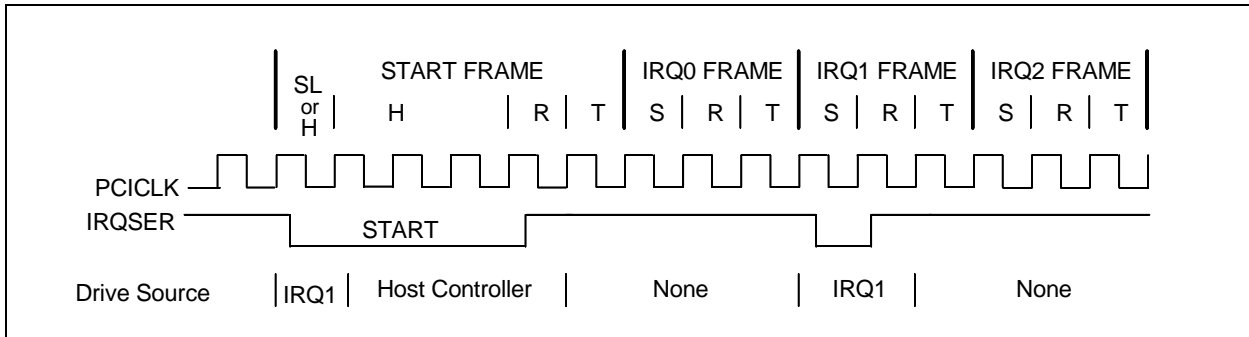 START FRAME IRQ0 FRAME IRQ1 FRAME IRQ2 FRAME
SL
or
H
H R T S R T S R T S R T
PCICLK
IRQSER
START
Drive Source IRQ1 Host Controller None IRQ1 None